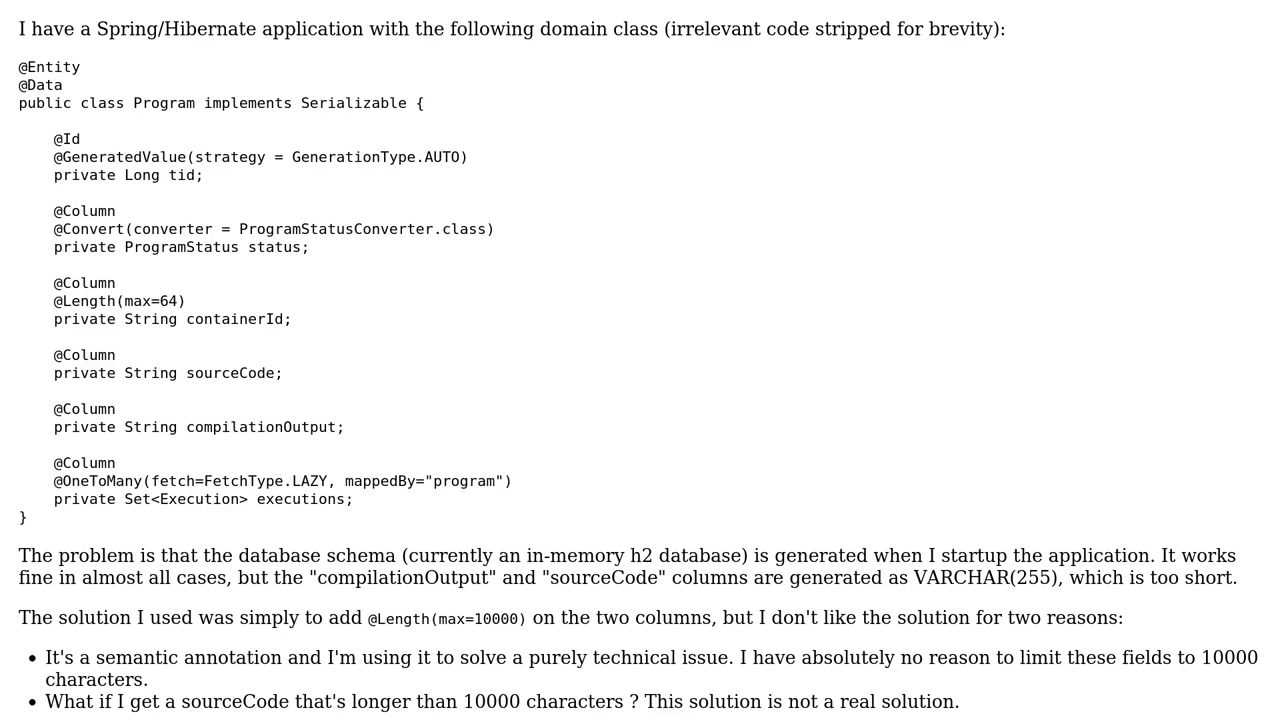 I have a Spring/Hibernate application with the following domain class (irrelevant code stripped for brevity):
@Entity
@Data
public class Program implements Serializable {
    @Id
    @GeneratedValue(strategy = GenerationType.AUTO)
    private Long tid;
    @Column
    @Convert(converter = ProgramStatusConverter.class)
    private ProgramStatus status;
    @Column
    @Length(max=64)
    private String containerId;
    @Column
    private String sourceCode;
    @Column
    private String compilationOutput;
    @Column
    @OneToMany(fetch=FetchType.LAZY, mappedBy="program")
    private Set<Execution> executions;
}
The problem is that the database schema (currently an in-memory h2 database) is generated when I startup the application. It works
fine in almost all cases, but the "compilationOutput" and "sourceCode" columns are generated as VARCHAR(255), which is too short.
The solution I used was simply to add @Length(max=10000) on the two columns, but I don't like the solution for two reasons:
• It's a semantic annotation and I'm using it to solve a purely technical issue. I have absolutely no reason to limit these fields to 10000
characters.
• What if I get a sourceCode that's longer than 10000 characters ? This solution is not a real solution.